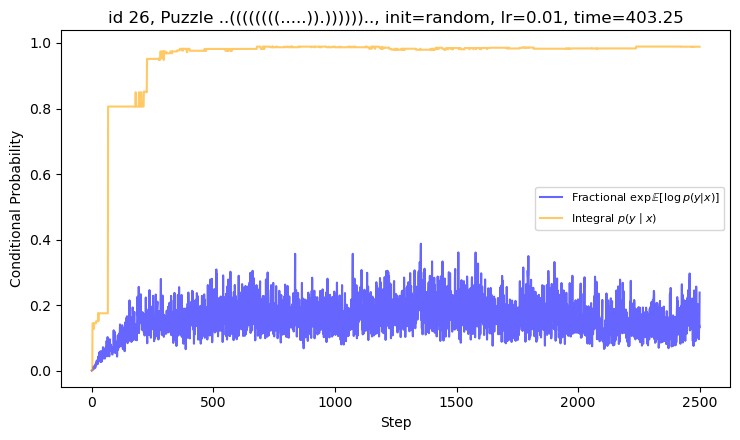 id 26, Puzzle ..((((((((.....)).)))))).., init=random, lr=0.01, time=403.25
Conditional Probability
1.0
0.8
0.6
0.4
0.2
0.0
Fractional exp𝔼[log p(y|x)]
Integral p(y | x)
0 500 1000 1500 2000 2500
Step